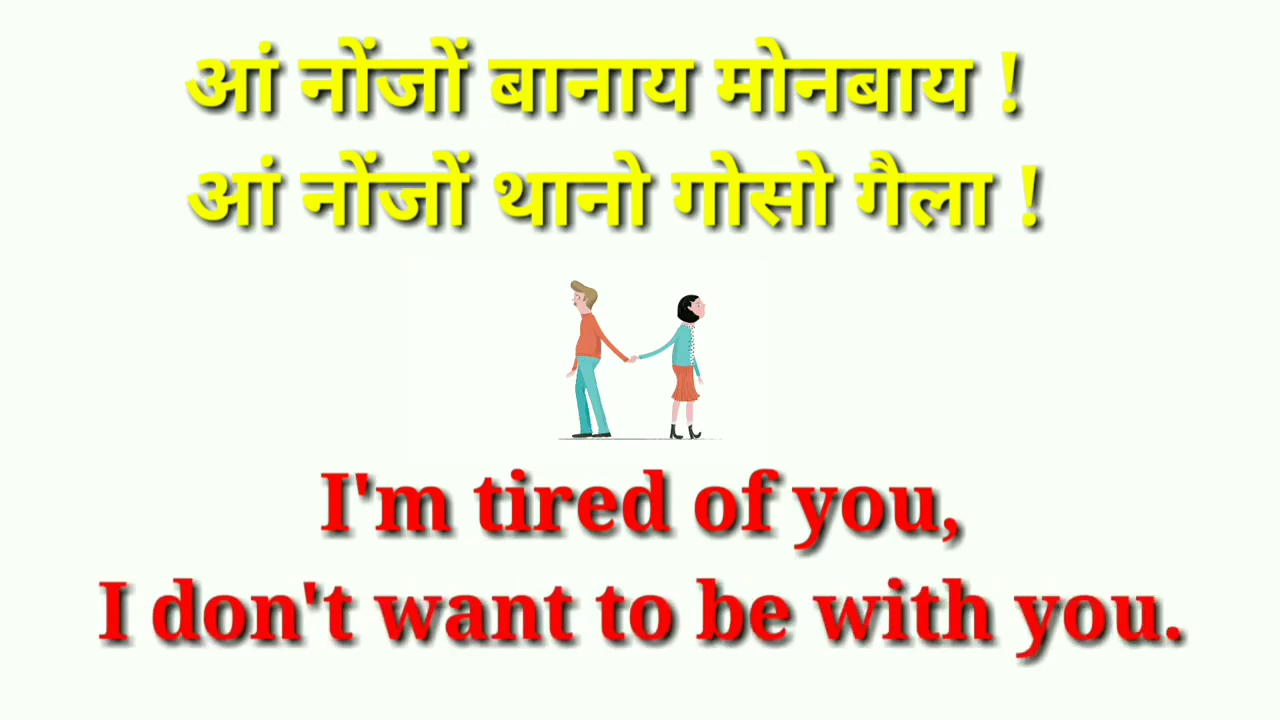 आं नोंजों बानाय मोनबाय !
आं नोंजों थानो गोसो गैला !
I'm tired of you,
I don't want to be with you.